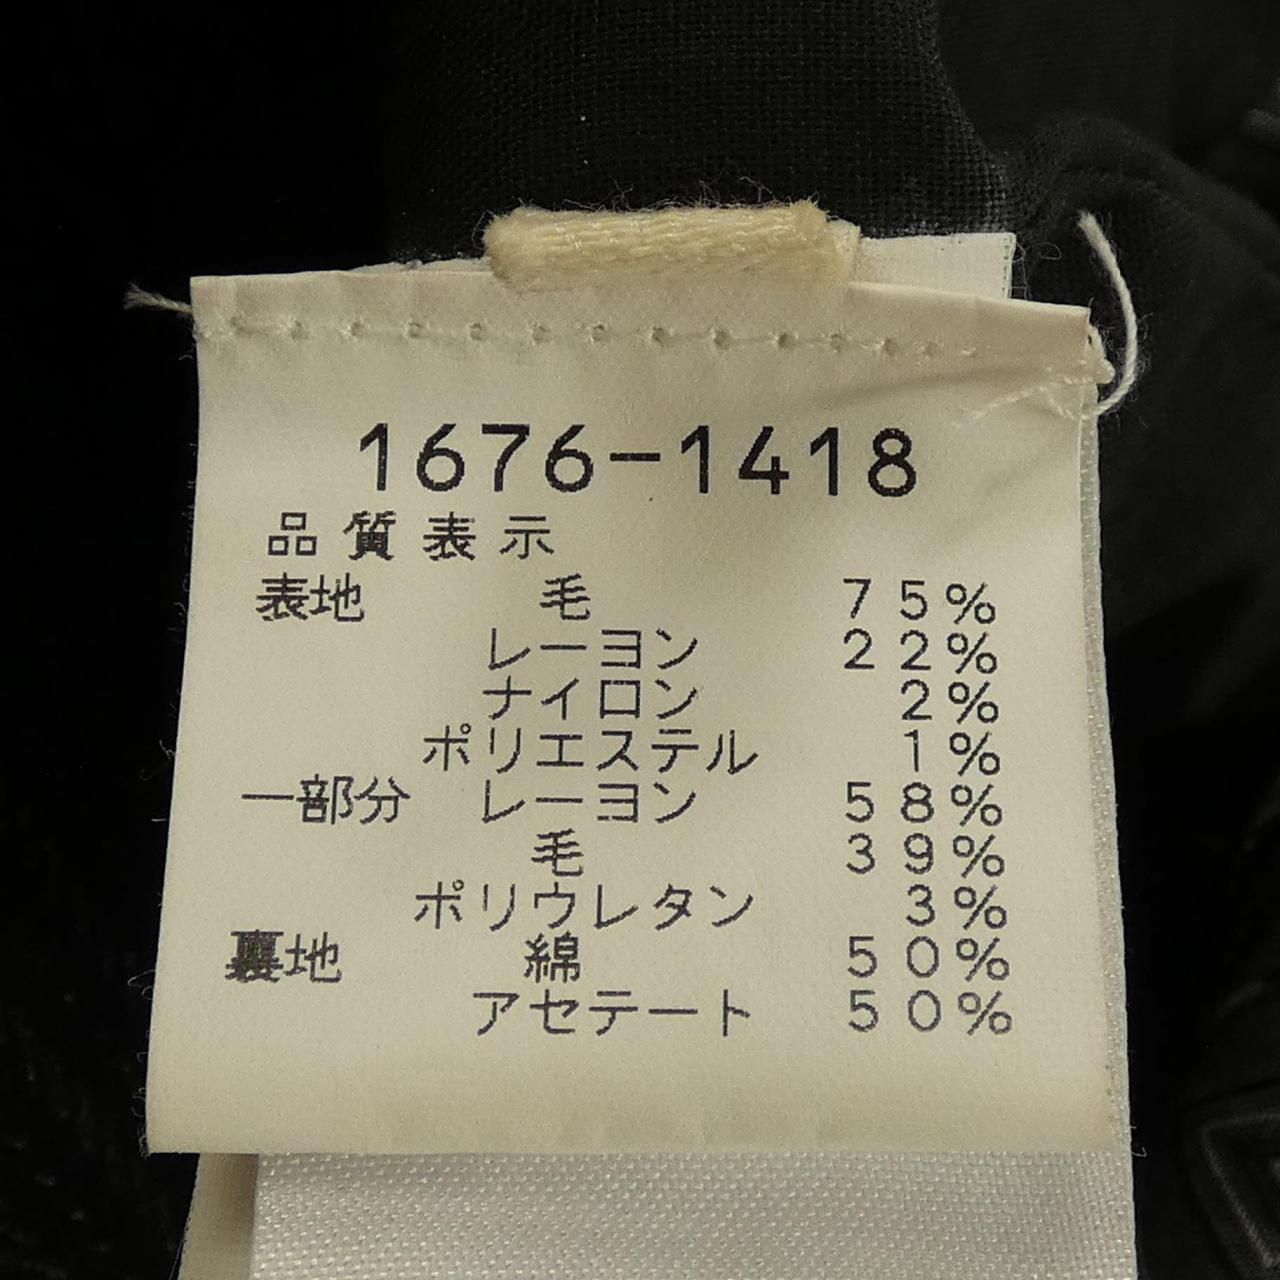 1676-1418
品質表示
表地 毛 75%
レーヨン 22%
ナイロン 2%
ポリエステル 1%
一部分 レーヨン 58%
毛 39%
ポリウレタン 3%
裏地 綿 50%
アセテート 50%